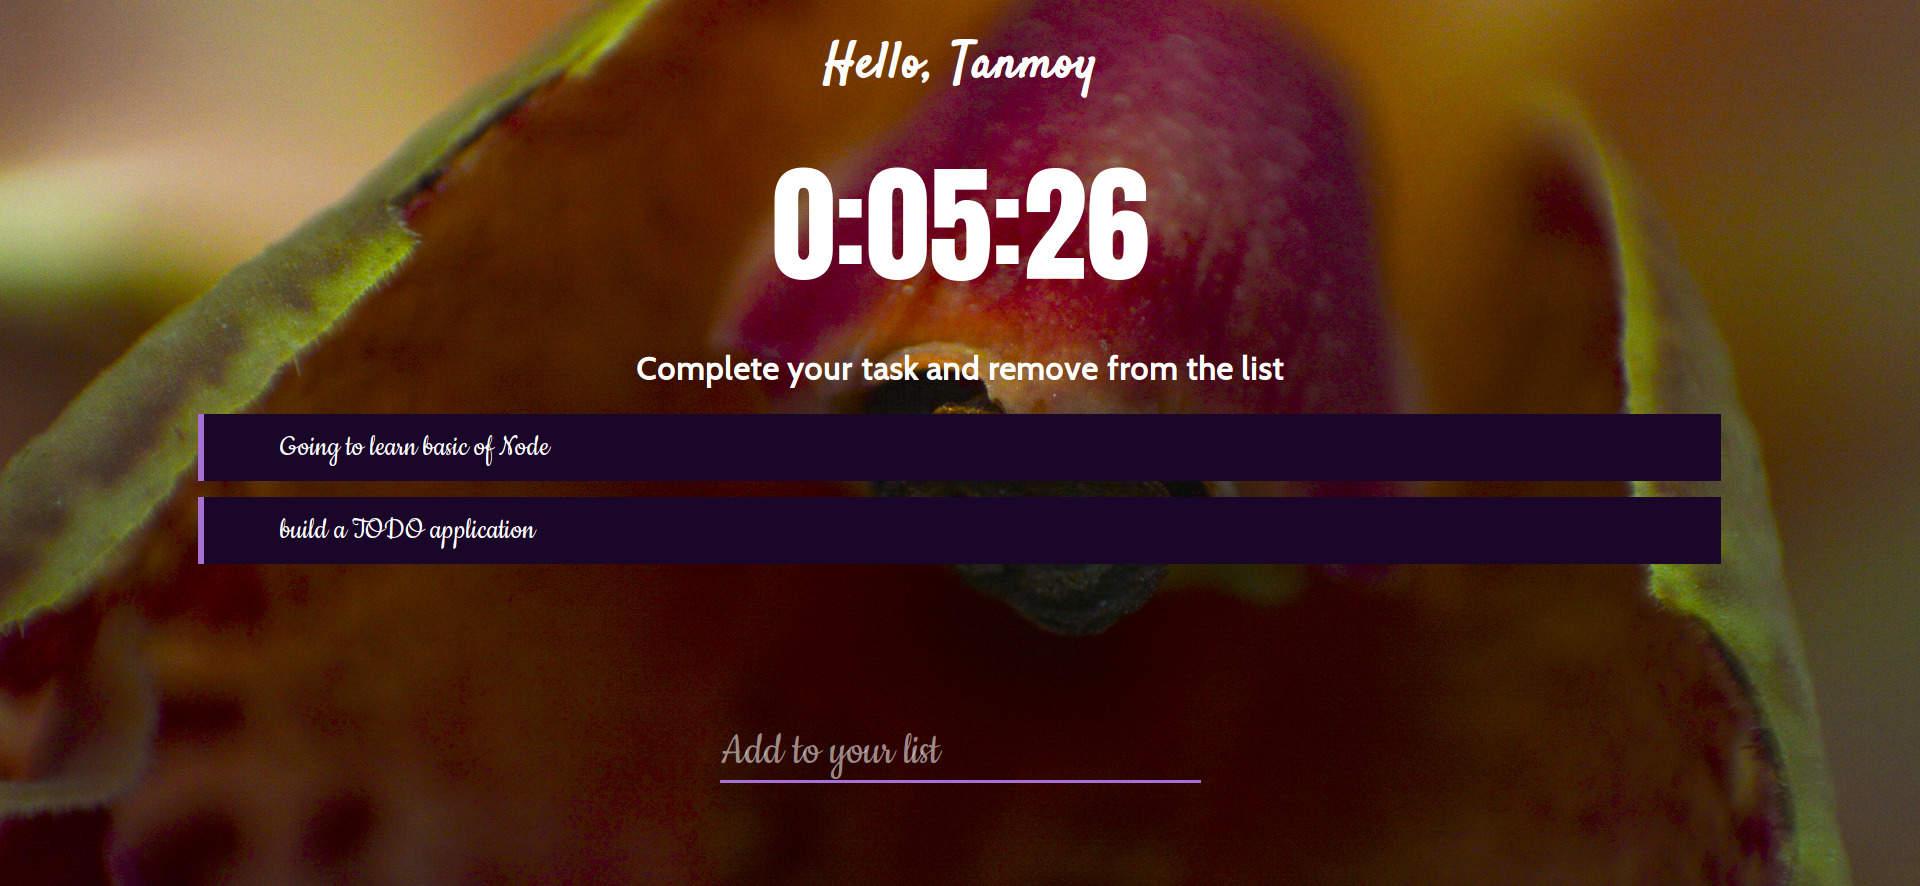 Hello, Tanmoy
0:05:26
Complete your task and remove from the list
Going to learn basic of Node
build a TODO application
Add to your list